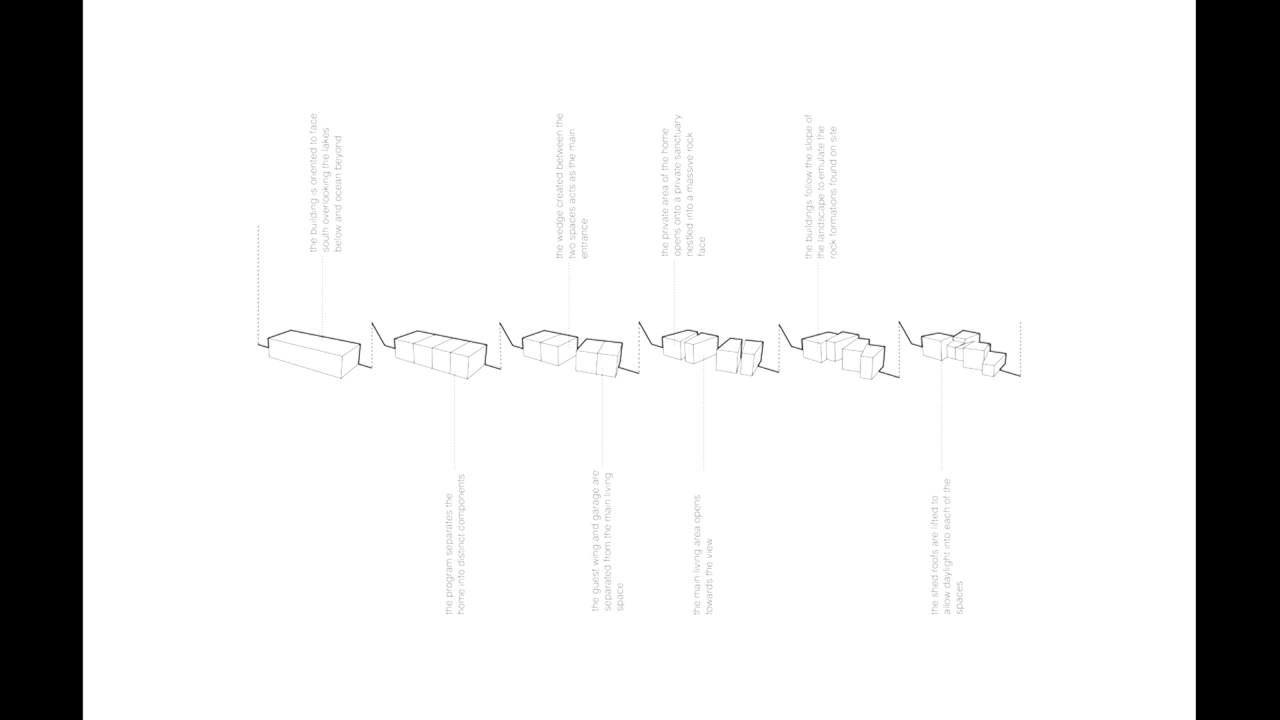 the building is oriented to face
south overlooking the lakes
below and ocean beyond
the program separates the
home into distinct components
the wedge created between the
two spaces acts as the main
entrance
the guest wing and garage are
separated from the main living
space
the private area of the home
opens onto a private sanctuary
nestled into a massive rock
face
the main living area opens
towards the view
the buildings follow the slope of
the landscape to emulate the
rock formations found on site
the shed roofs are lifted to
allow daylight into each of the
spaces